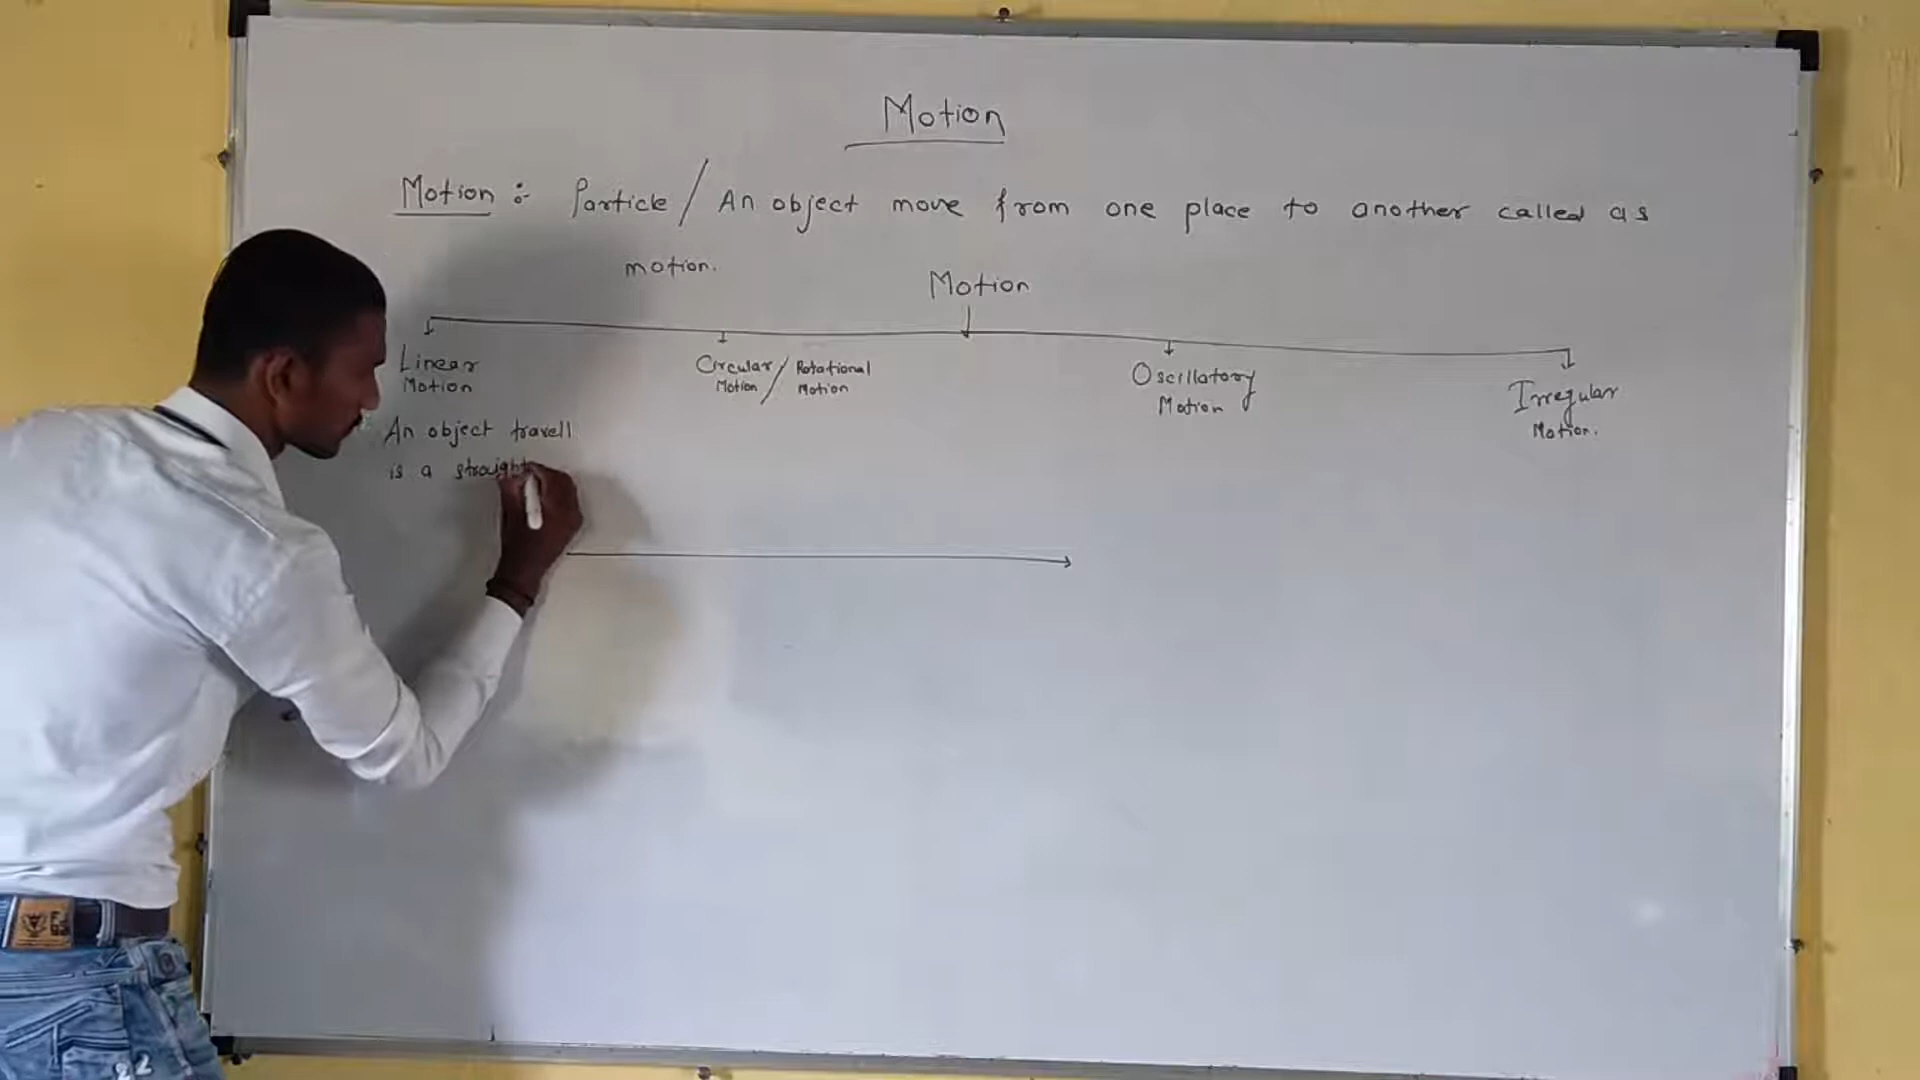 Motion
Motion :- Particle / An object move from one place to another called as
motion.
Motion
Linear
Motion
Circular / Rotational
Motion / Motion
Oscillatory
Motion
Irregular
Motion.
An object travell
is a straight
22